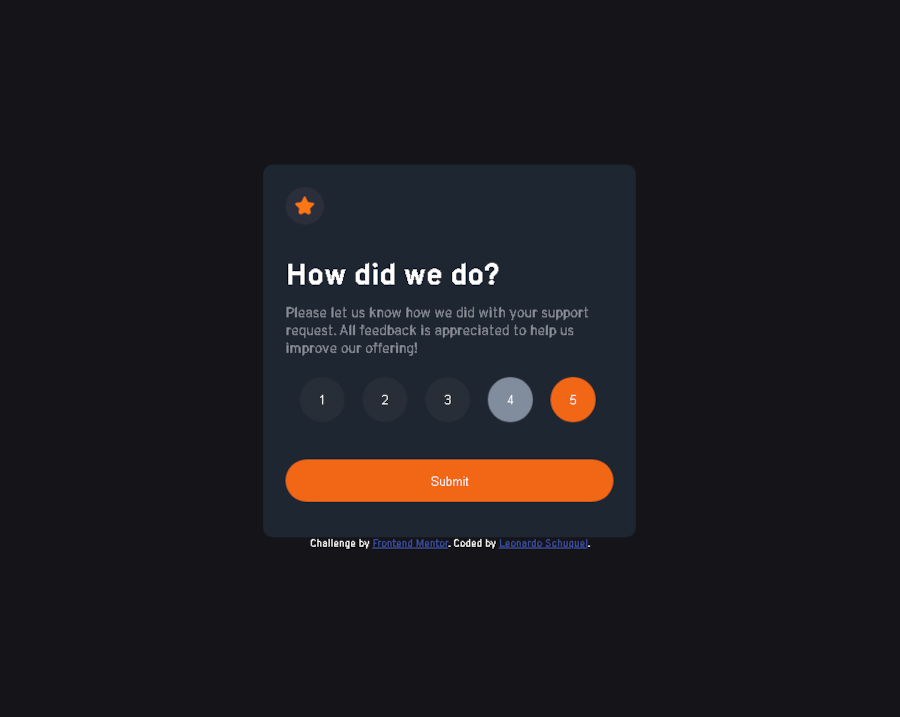 How did we do?
Please let us know how we did with your support
request. All feedback is appreciated to help us
improve our offering!
1 2 3 4 5
Submit
Challenge by Frontend Mentor. Coded by Leonardo Schuquel.